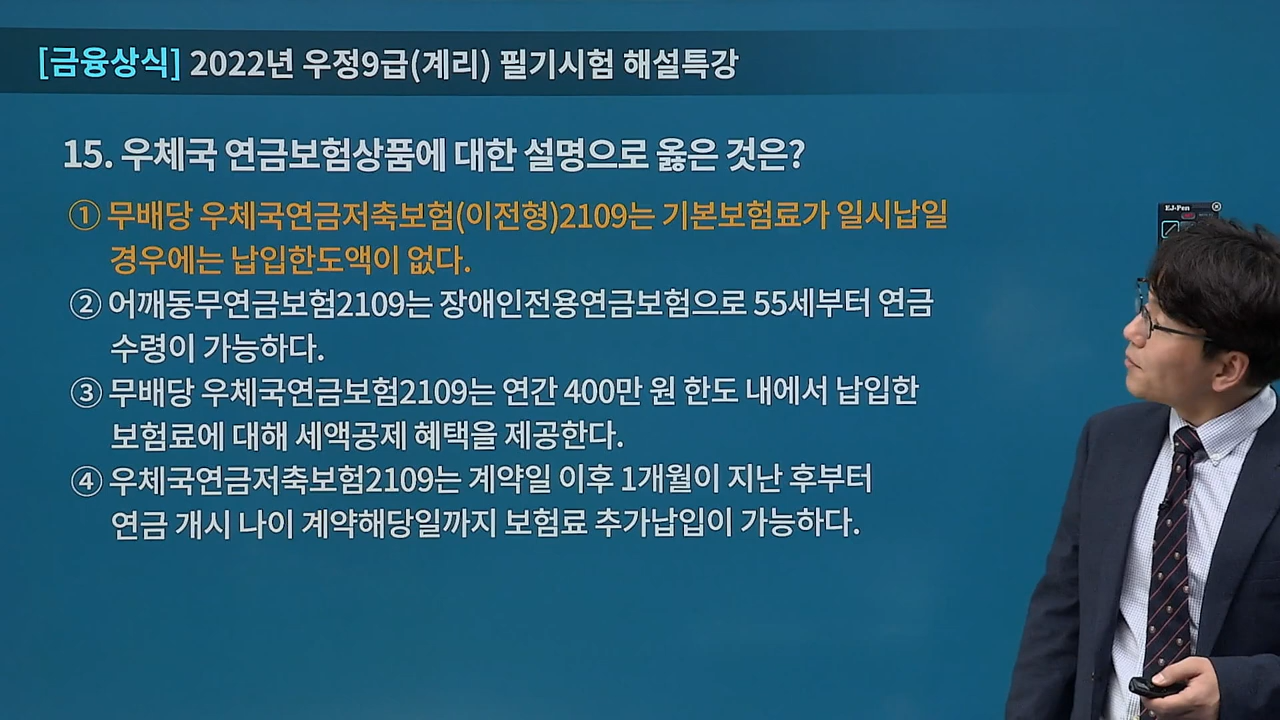 [금융상식] 2022년 우정9급(계리) 필기시험 해설특강
15. 우체국 연금보험상품에 대한 설명으로 옳은 것은?
① 무배당 우체국연금저축보험(이전형)2109는 기본보험료가 일시납일
경우에는 납입한도액이 없다.
② 어깨동무연금보험2109는 장애인전용연금보험으로 55세부터 연금
수령이 가능하다.
③ 무배당 우체국연금보험2109는 연간 400만 원 한도 내에서 납입한
보험료에 대해 세액공제 혜택을 제공한다.
④ 우체국연금저축보험2109는 계약일 이후 1개월이 지난 후부터
연금 개시 나이 계약해당일까지 보험료 추가납입이 가능하다.
EJ-Pen